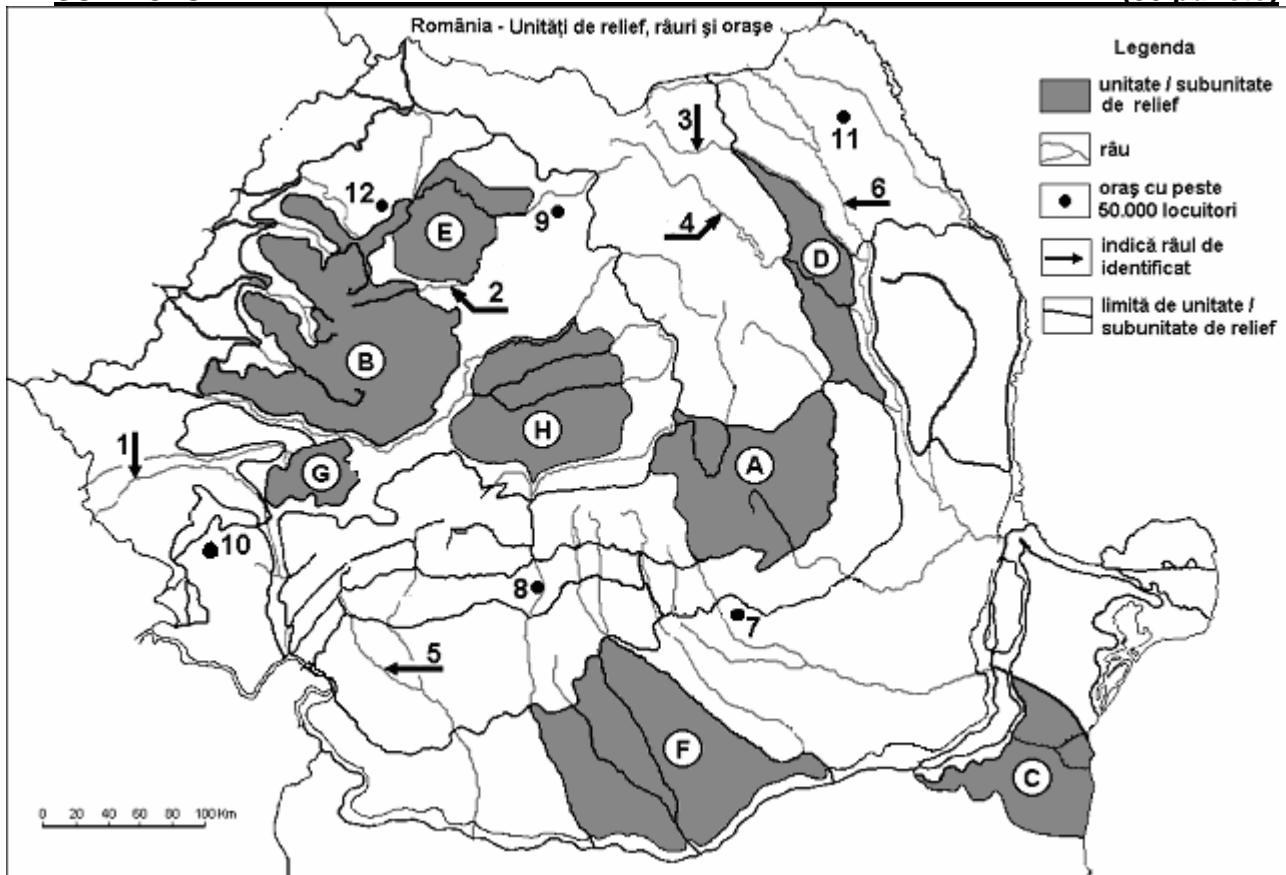 România - Unităţi de relief, râuri şi oraşe
Legenda
unitate / subunitate
de relief
râu
oraş cu peste
50.000 locuitori
indică râul de
identificat
limită de unitate /
subunitate de relief
3
11
12
6
E
9
4
D
2
B
H
1
G
A
10
8
7
5
F
C
0 20 40 60 80 100 Km